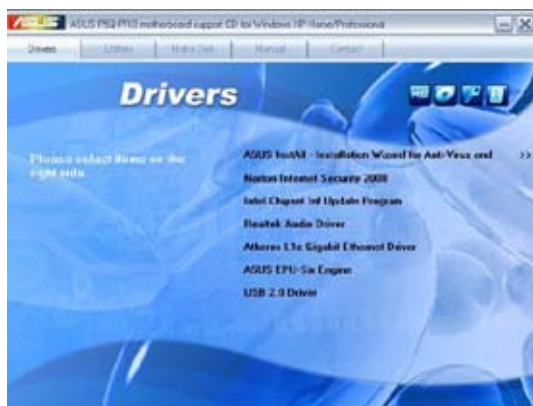 ASUS P5Q-PRO motherboard support CD for Windows XP Home/Professional
Drivers
Utilities
Make Disk
Manual
Contact
Drivers
Please select items on the
right side.
ASUS InstAll - Installation Wizard for Anti-Virus and >>
Norton Internet Security 2008
Intel Chipset Inf Update Program
Realtek Audio Driver
Atheros L1e Gigabit Ethernet Driver
ASUS EPU-Six Engine
USB 2.0 Driver